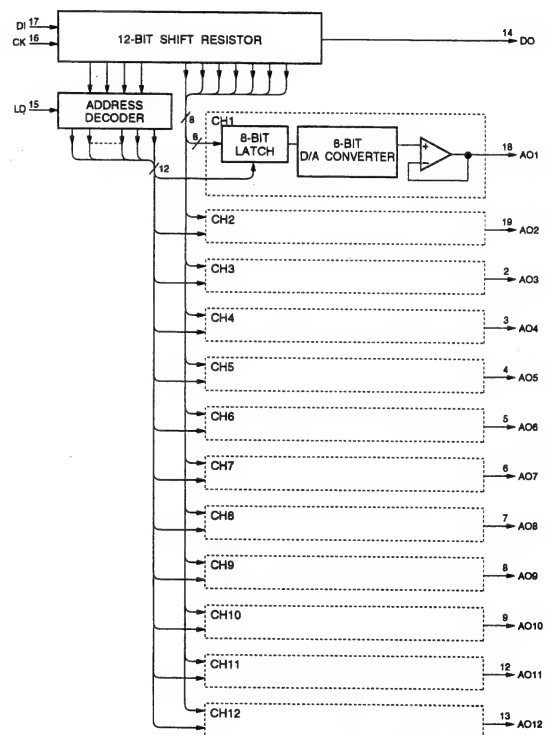 DI 17
CK 16
12-BIT SHIFT RESISTOR
14 DO
LD 15
ADDRESS
DECODER
8
8
12
CH1
8-BIT
LATCH
8-BIT
D/A CONVERTER
+
−
18 AO1
CH2
19 AO2
CH3
2 AO3
CH4
3 AO4
CH5
4 AO5
CH6
5 AO6
CH7
6 AO7
CH8
7 AO8
CH9
8 AO9
CH10
9 AO10
CH11
12 AO11
CH12
13 AO12